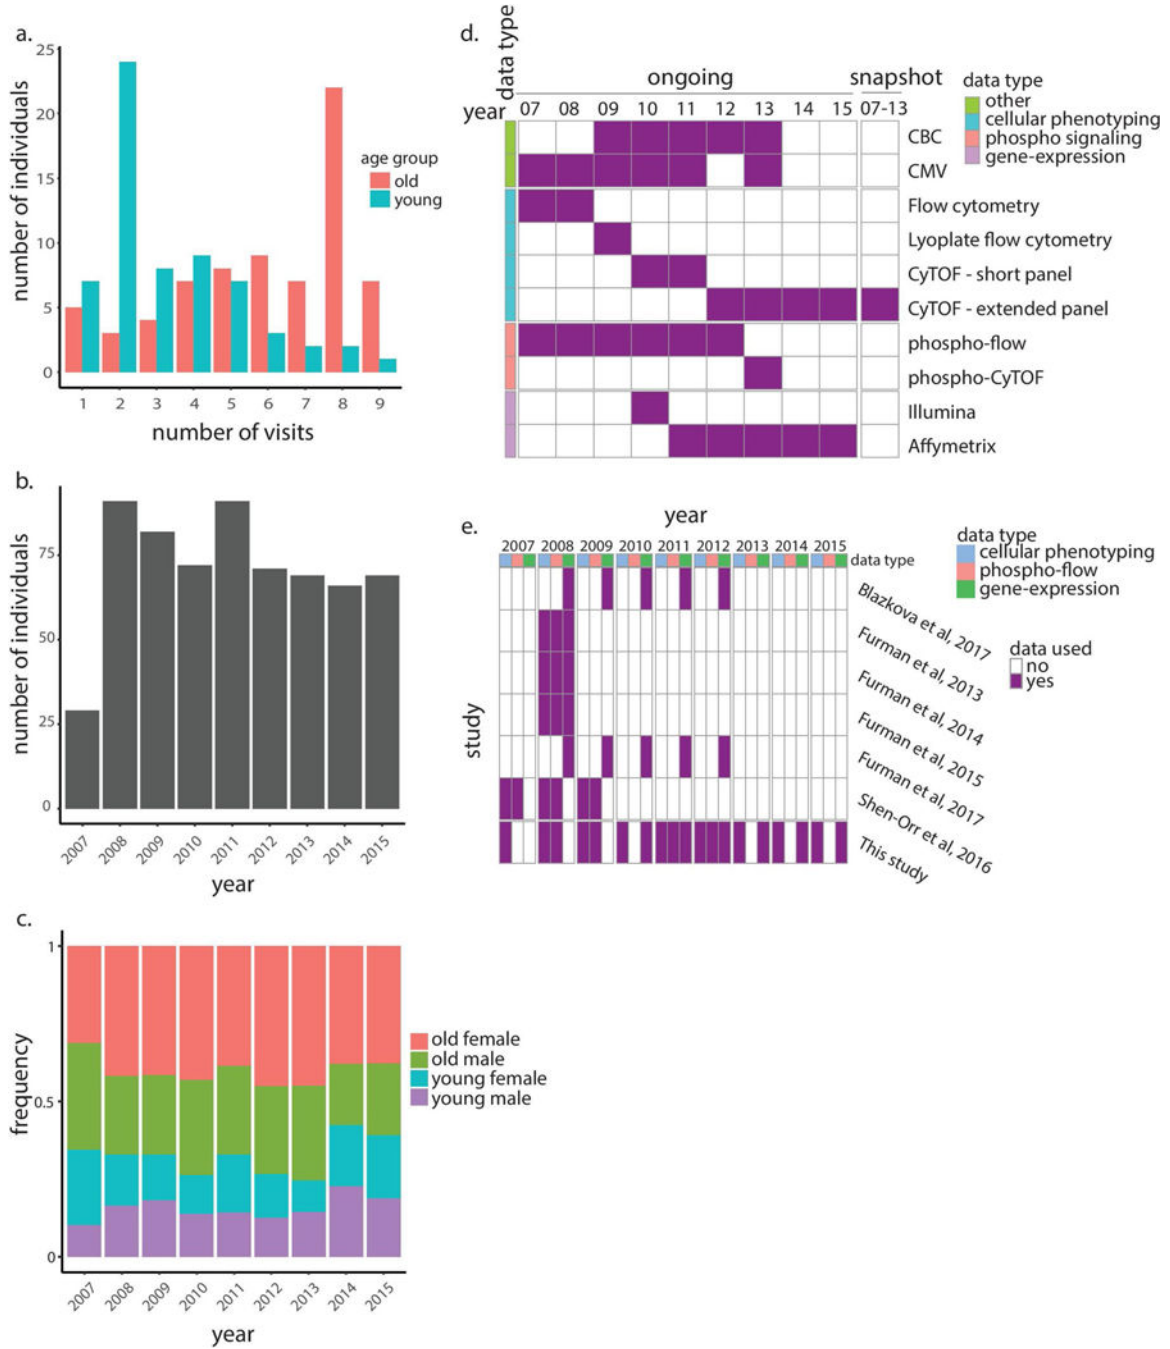 a.
number of individuals
25
20
15
10
5
0
1 2 3 4 5 6 7 8 9
number of visits
age group
old
young
b.
number of individuals
75
50
25
0
2007 2008 2009 2010 2011 2012 2013 2014 2015
year
c.
frequency
1
0.5
0
2007 2008 2009 2010 2011 2012 2013 2014 2015
year
old female
old male
young female
young male
d.
data type
ongoing snapshot
year 07 08 09 10 11 12 13 14 15 07-13
CBC
CMV
Flow cytometry
Lyoplate flow cytometry
CyTOF - short panel
CyTOF - extended panel
phospho-flow
phospho-CyTOF
Illumina
Affymetrix
data type
other
cellular phenotyping
phospho signaling
gene-expression
e.
year
2007 2008 2009 2010 2011 2012 2013 2014 2015
data type
study
Blazkova et al, 2017
Furman et al, 2013
Furman et al, 2014
Furman et al, 2015
Furman et al, 2017
Shen-Orr et al, 2016
This study
data type
cellular phenotyping
phospho-flow
gene-expression
data used
no
yes